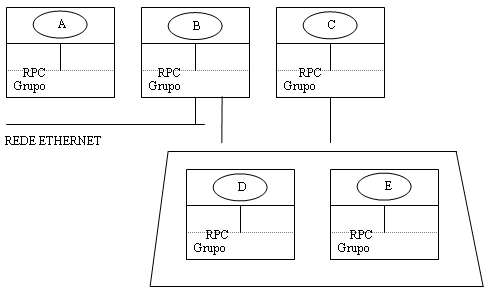 A
B
C
RPC
Grupo
RPC
Grupo
RPC
Grupo
REDE ETHERNET
D
E
RPC
Grupo
RPC
Grupo